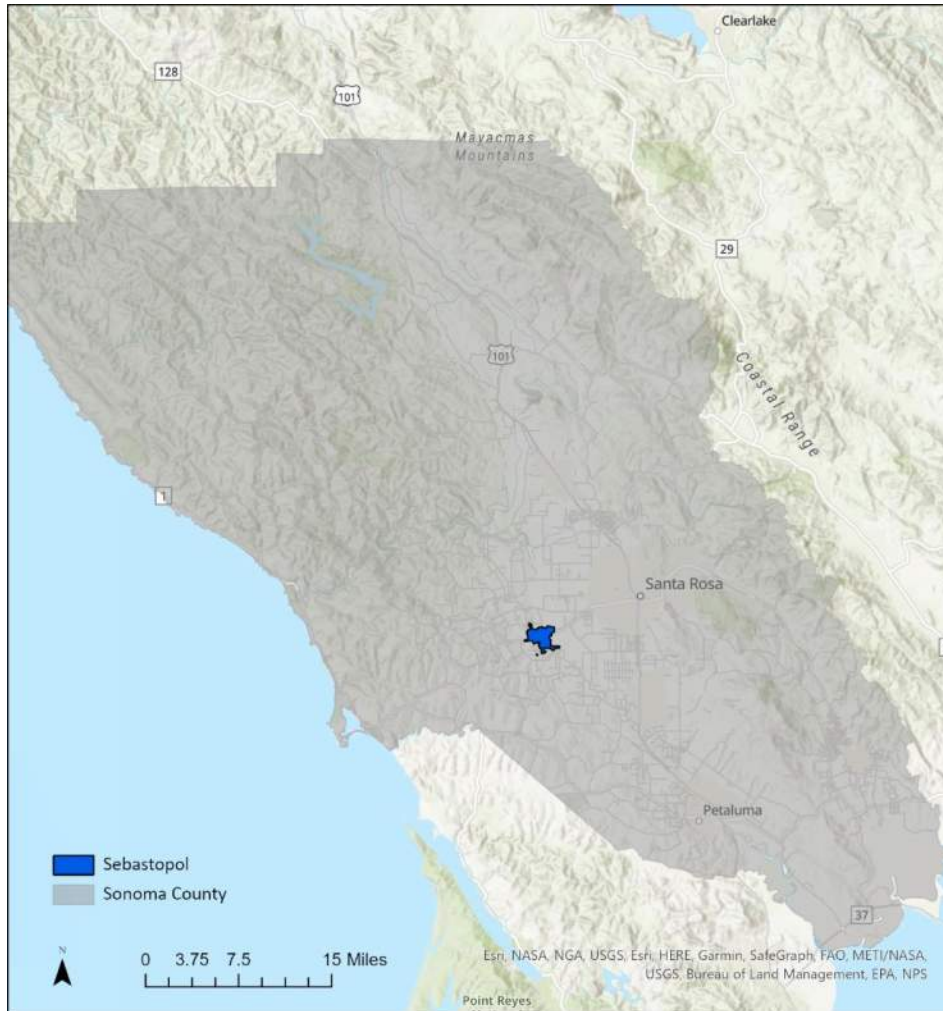 Clearlake
128
101
Mayacmas
Mountains
29
101
Coastal Range
1
Santa Rosa
Petaluma
Sebastopol
Sonoma County
37
N
0 3.75 7.5 15 Miles
Esri, NASA, NGA, USGS, Esri, HERE, Garmin, SafeGraph, FAO, METI/NASA,
USGS, Bureau of Land Management, EPA, NPS
Point Reyes